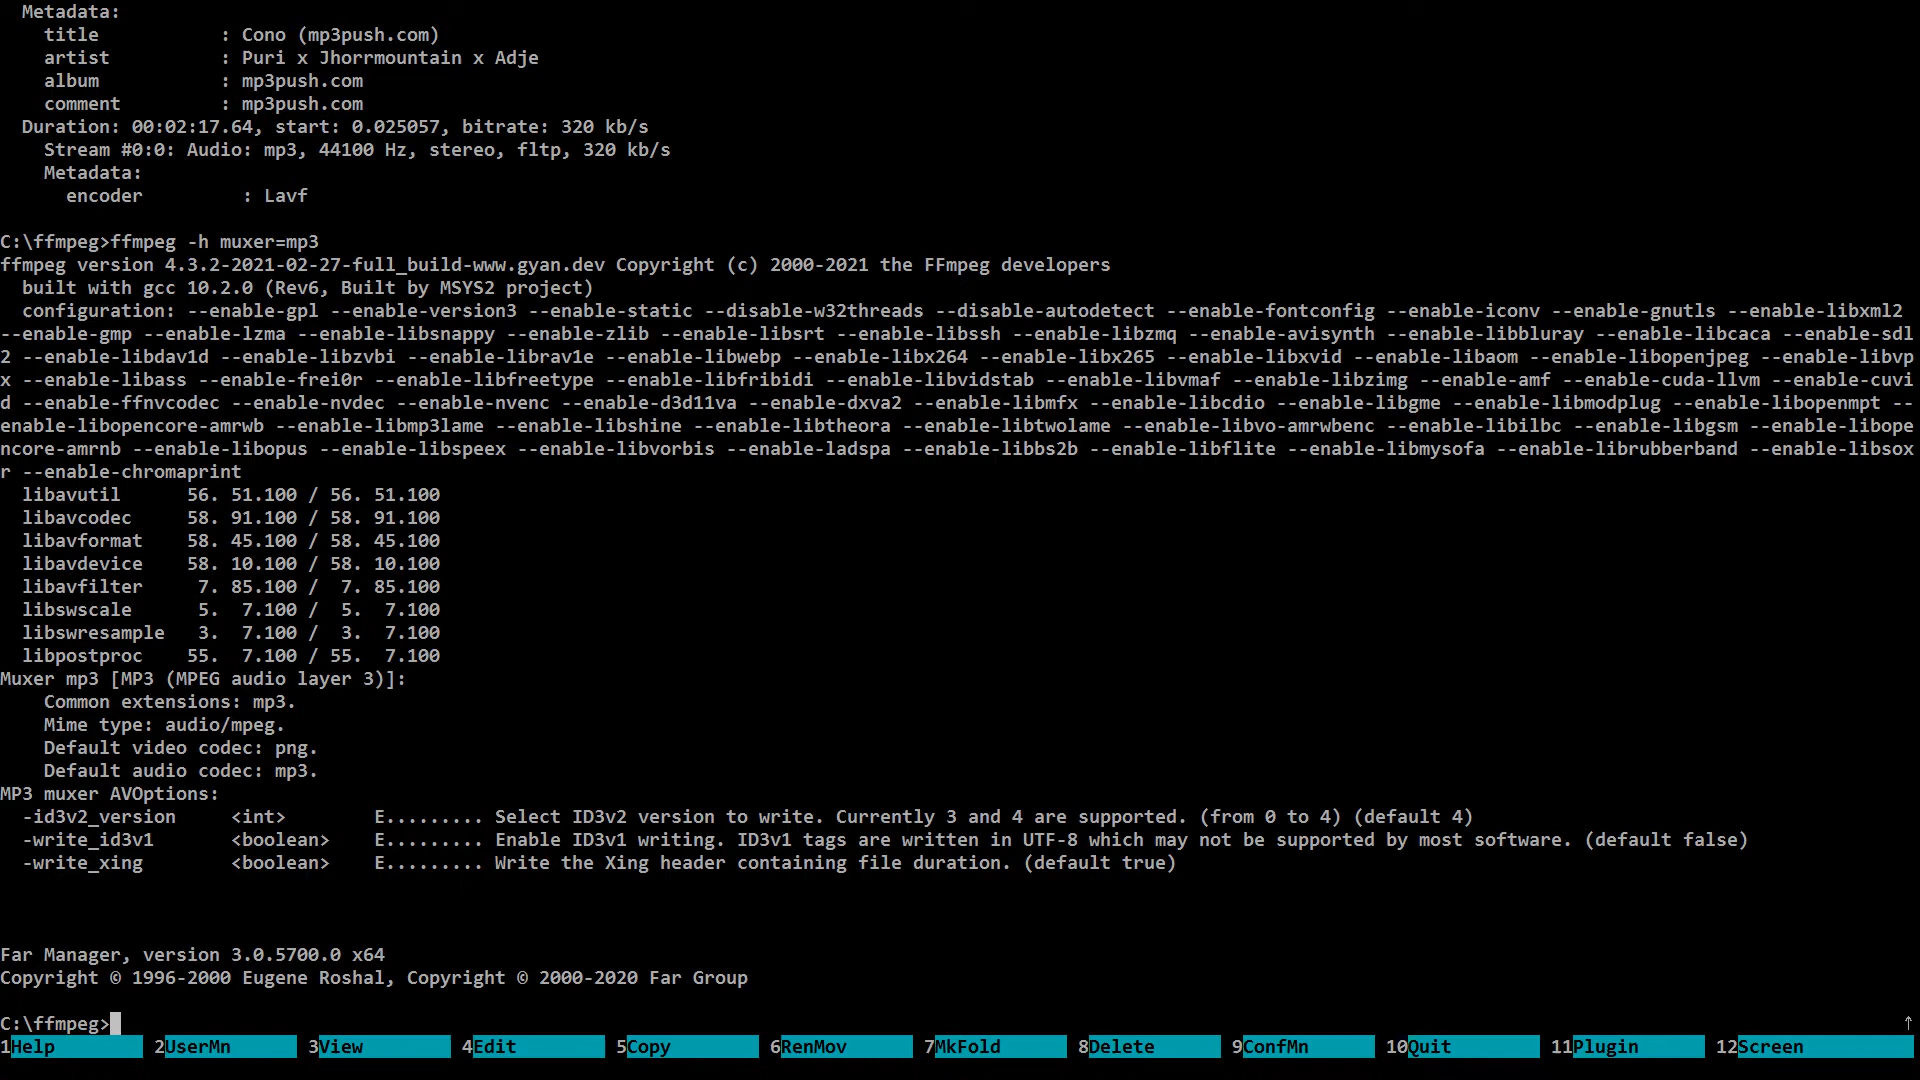 Metadata:
title : Cono (mp3push.com)
artist : Puri x Jhorrmountain x Adje
album : mp3push.com
comment : mp3push.com
Duration: 00:02:17.64, start: 0.025057, bitrate: 320 kb/s
Stream #0:0: Audio: mp3, 44100 Hz, stereo, fltp, 320 kb/s
Metadata:
encoder : Lavf
C:\ffmpeg>ffmpeg -h muxer=mp3
ffmpeg version 4.3.2-2021-02-27-full_build-www.gyan.dev Copyright (c) 2000-2021 the FFmpeg developers
built with gcc 10.2.0 (Rev6, Built by MSYS2 project)
configuration: --enable-gpl --enable-version3 --enable-static --disable-w32threads --disable-autodetect --enable-fontconfig --enable-iconv --enable-gnutls --enable-libxml2
--enable-gmp --enable-lzma --enable-libsnappy --enable-zlib --enable-libsrt --enable-libssh --enable-libzmq --enable-avisynth --enable-libbluray --enable-libcaca --enable-sdl
2 --enable-libdav1d --enable-libzvbi --enable-librav1e --enable-libwebp --enable-libx264 --enable-libx265 --enable-libxvid --enable-libaom --enable-libopenjpeg --enable-libvp
x --enable-libass --enable-frei0r --enable-libfreetype --enable-libfribidi --enable-libvidstab --enable-libvmaf --enable-libzimg --enable-amf --enable-cuda-llvm --enable-cuvi
d --enable-ffnvcodec --enable-nvdec --enable-nvenc --enable-d3d11va --enable-dxva2 --enable-libmfx --enable-libcdio --enable-libgme --enable-libmodplug --enable-libopenmpt --
enable-libopencore-amrwb --enable-libmp3lame --enable-libshine --enable-libtheora --enable-libtwolame --enable-libvo-amrwbenc --enable-libilbc --enable-libgsm --enable-libope
ncore-amrnb --enable-libopus --enable-libspeex --enable-libvorbis --enable-ladspa --enable-libbs2b --enable-libflite --enable-libmysofa --enable-librubberband --enable-libsox
r --enable-chromaprint
libavutil 56. 51.100 / 56. 51.100
libavcodec 58. 91.100 / 58. 91.100
libavformat 58. 45.100 / 58. 45.100
libavdevice 58. 10.100 / 58. 10.100
libavfilter 7. 85.100 / 7. 85.100
libswscale 5. 7.100 / 5. 7.100
libswresample 3. 7.100 / 3. 7.100
libpostproc 55. 7.100 / 55. 7.100
Muxer mp3 [MP3 (MPEG audio layer 3)]:
Common extensions: mp3.
Mime type: audio/mpeg.
Default video codec: png.
Default audio codec: mp3.
MP3 muxer AVOptions:
-id3v2_version <int> E......... Select ID3v2 version to write. Currently 3 and 4 are supported. (from 0 to 4) (default 4)
-write_id3v1 <boolean> E......... Enable ID3v1 writing. ID3v1 tags are written in UTF-8 which may not be supported by most software. (default false)
-write_xing <boolean> E......... Write the Xing header containing file duration. (default true)
Far Manager, version 3.0.5700.0 x64
Copyright © 1996-2000 Eugene Roshal, Copyright © 2000-2020 Far Group
C:\ffmpeg> ↑
1Help 2UserMn 3View 4Edit 5Copy 6RenMov 7MkFold 8Delete 9ConfMn 10Quit 11Plugin 12Screen